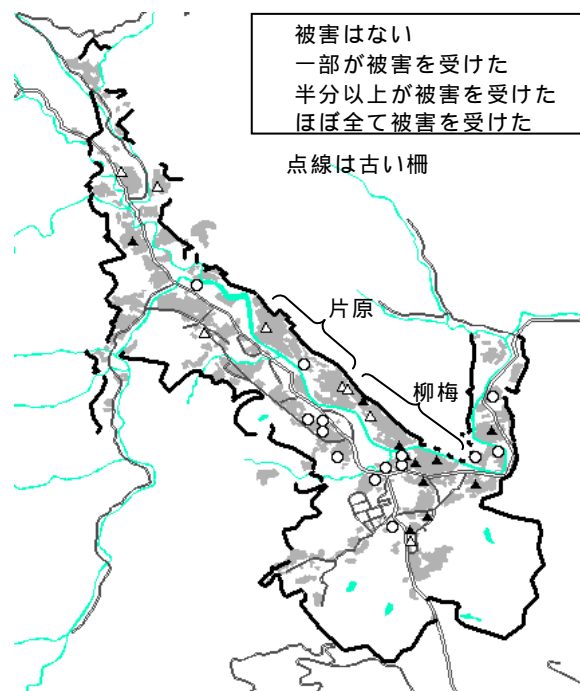 被害はない
一部が被害を受けた
半分以上が被害を受けた
ほぼ全て被害を受けた
点線は古い柵
片原
柳梅